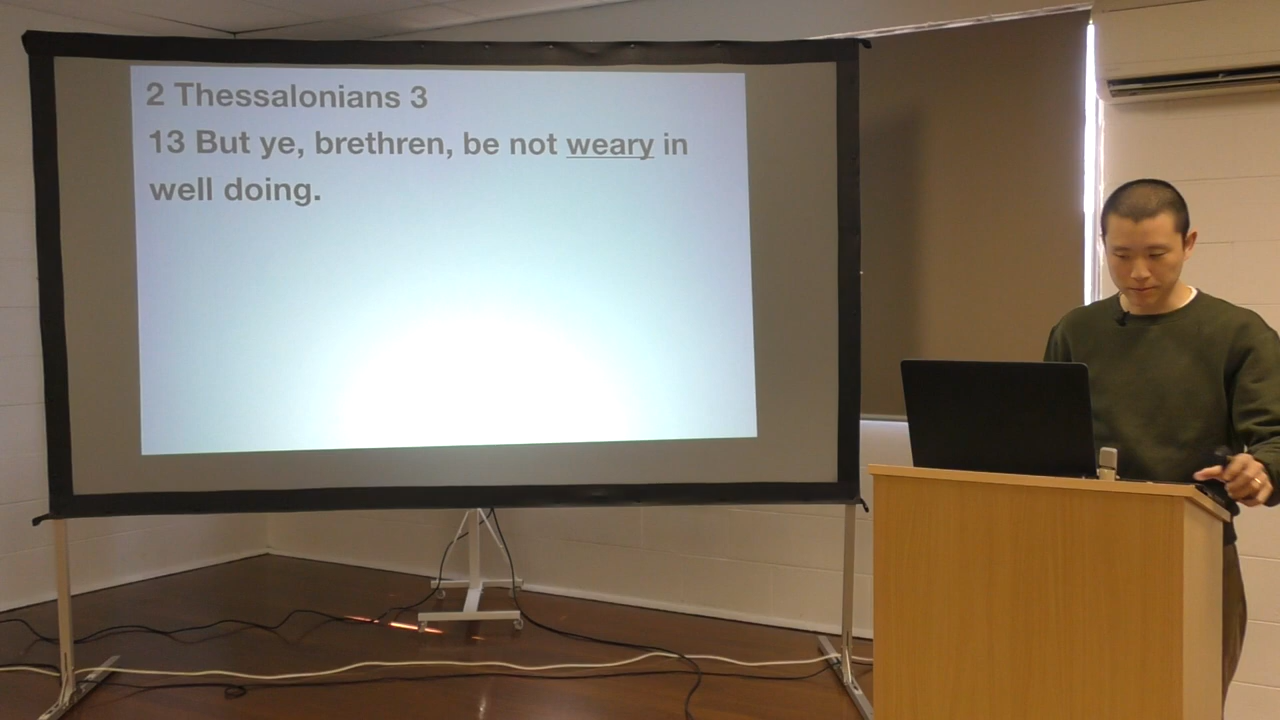 2 Thessalonians 3
13 But ye, brethren, be not weary in
well doing.